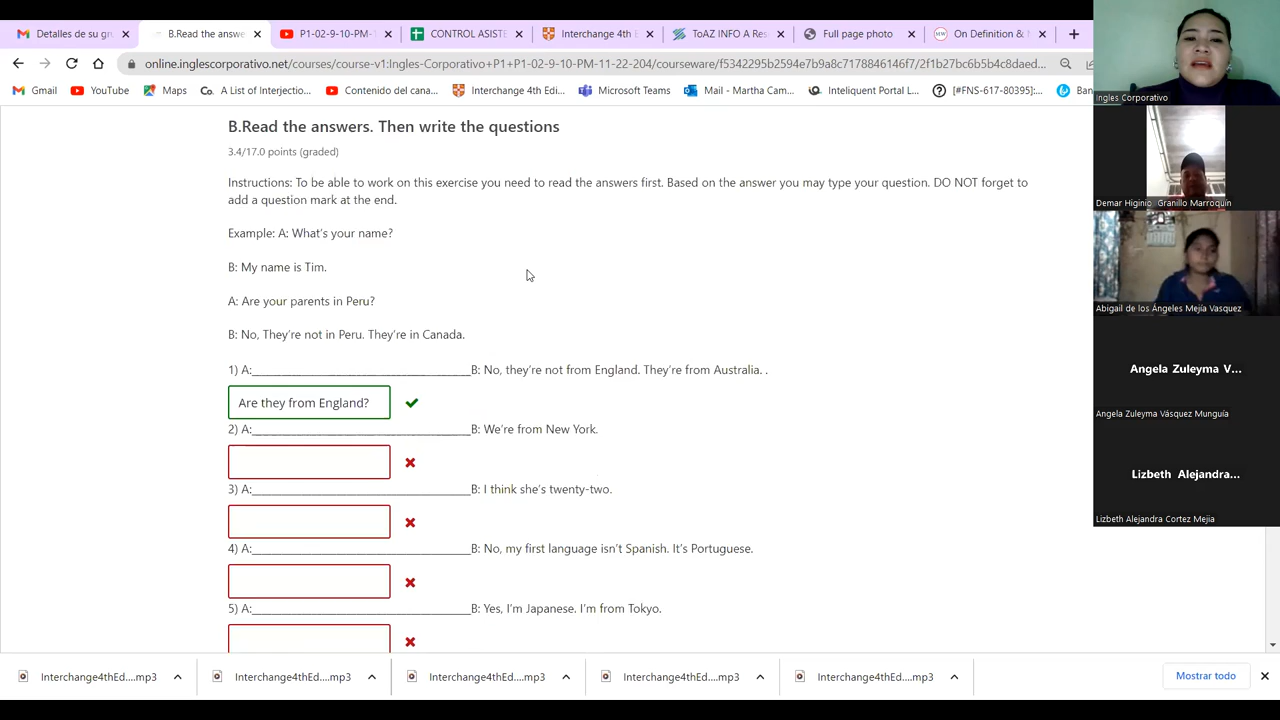 Detalles de su gr
B.Read the answe
P1-02-9-10-PM-
CONTROL ASISTE
Interchange 4th E
ToAZ INFO A Res
Full page photo
On Definition &
online.inglescorporativo.net/courses/course-v1:Ingles-Corporativo+P1+P1-02-9-10-PM-11-22-204/courseware/f5342295b2594e7b9a8c7178846146f7/2f1b27bc6b5b4c8daed...
Gmail
YouTube
Maps
A List of Interjectio...
Contenido del cana...
Interchange 4th Edi...
Microsoft Teams
Mail - Martha Cam...
Inteliquent Portal L...
[#FNS-617-80395]:...
Ban
Ingles Corporativo
Demar Higinio Granillo Marroquin
Abigail de los Ángeles Mejía Vasquez
Angela Zuleyma V...
Angela Zuleyma Vásquez Munguía
Lizbeth Alejandra...
Lizbeth Alejandra Cortez Mejia
B.Read the answers. Then write the questions
3.4/17.0 points (graded)
Instructions: To be able to work on this exercise you need to read the answers first. Based on the answer you may type your question. DO NOT forget to
add a question mark at the end.
Example: A: What's your name?
B: My name is Tim.
A: Are your parents in Peru?
B: No, They're not in Peru. They're in Canada.
1) A:________________________________B: No, they're not from England. They're from Australia. .
Are they from England?
2) A:________________________________B: We're from New York.
3) A:________________________________B: I think she's twenty-two.
4) A:________________________________B: No, my first language isn't Spanish. It's Portuguese.
5) A:________________________________B: Yes, I'm Japanese. I'm from Tokyo.
Interchange4thEd....mp3
Interchange4thEd....mp3
Interchange4thEd....mp3
Interchange4thEd....mp3
Interchange4thEd....mp3
Mostrar todo